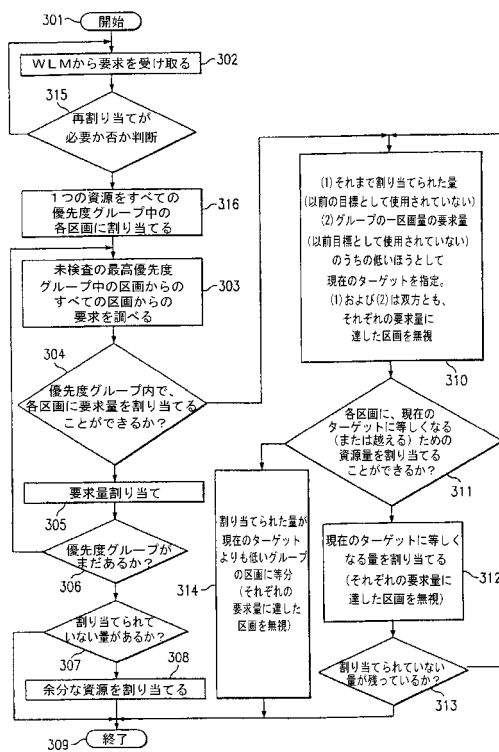 301
開始
WLMから要求を受け取る
302
315
再割り当てが
必要か否か判断
1つの資源をすべての
優先度グループ中の
各区画に割り当てる
316
未検査の最高優先度
グループ中の区画からの
すべての区画からの
要求を調べる
303
304
優先度グループ内で、
各区画に要求量を割り当てる
ことができるか?
要求量割り当て
305
優先度グループが
まだあるか?
306
割り当てられて
いない量があるか?
307
308
余分な資源を割り当てる
309
終了
(1)それまで割り当てられた量
(以前の目標として使用されていない)
(2)グループの一区画量の要求量
(以前目標として使用されていない)
のうちの低いほうとして
現在のターゲットを指定。
(1)および(2)は双方とも、
それぞれの要求量に
達した区画を無視
310
各区画に、現在の
ターゲットに等しくなる
(または越える)ための
資源量を割り当てる
ことができるか?
311
割り当てられた量が
現在のターゲット
よりも低いグループ
の区画に等分
(それぞれの
要求量に達した
区画を無視)
314
現在のターゲットに等しく
なる量を割り当てる
(それぞれの要求量に
達した区画を無視)
312
割り当てられていない
量が残っているか?
313